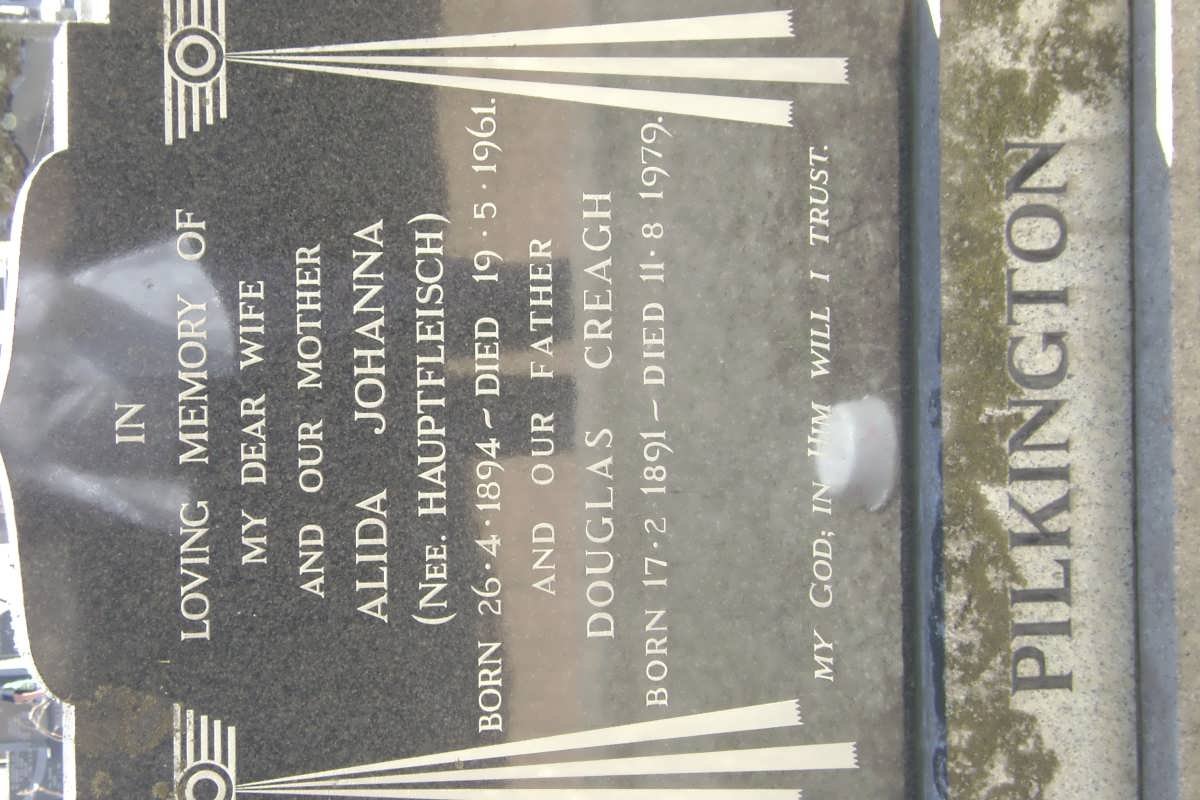 IN
LOVING MEMORY OF
MY DEAR WIFE
AND OUR MOTHER
ALIDA JOHANNA
(NEE. HAUPTFLEISCH)
BORN 26·4·1894~DIED 19·5·1961.
AND OUR FATHER
DOUGLAS CREAGH
BORN 17·2 1891~DIED 11·8 1979.
MY GOD; IN HIM WILL I TRUST.
PILKINGTON